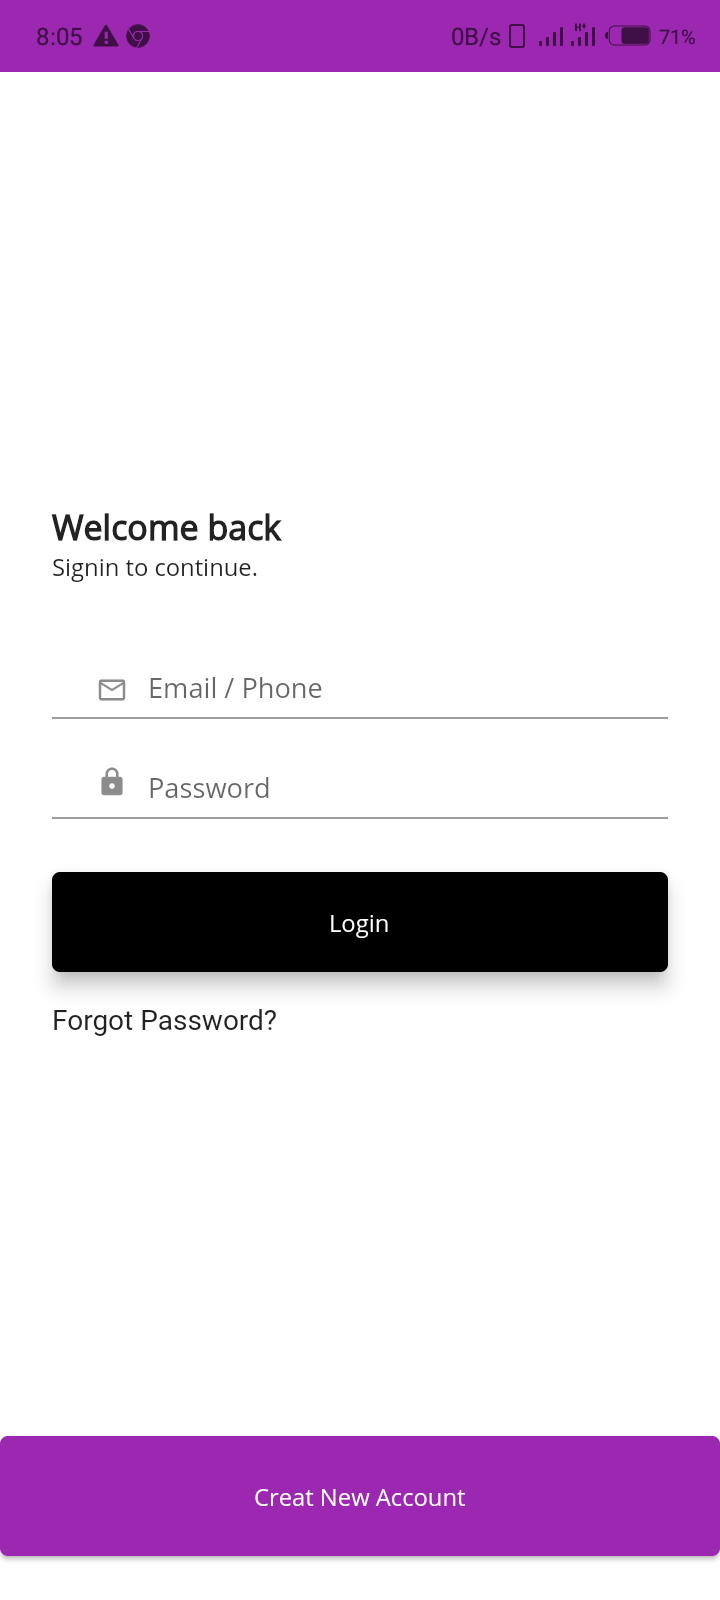 8:05 0B/s H+ 71%
Welcome back
Signin to continue.
Email / Phone
Password
Login
Forgot Password?
Creat New Account